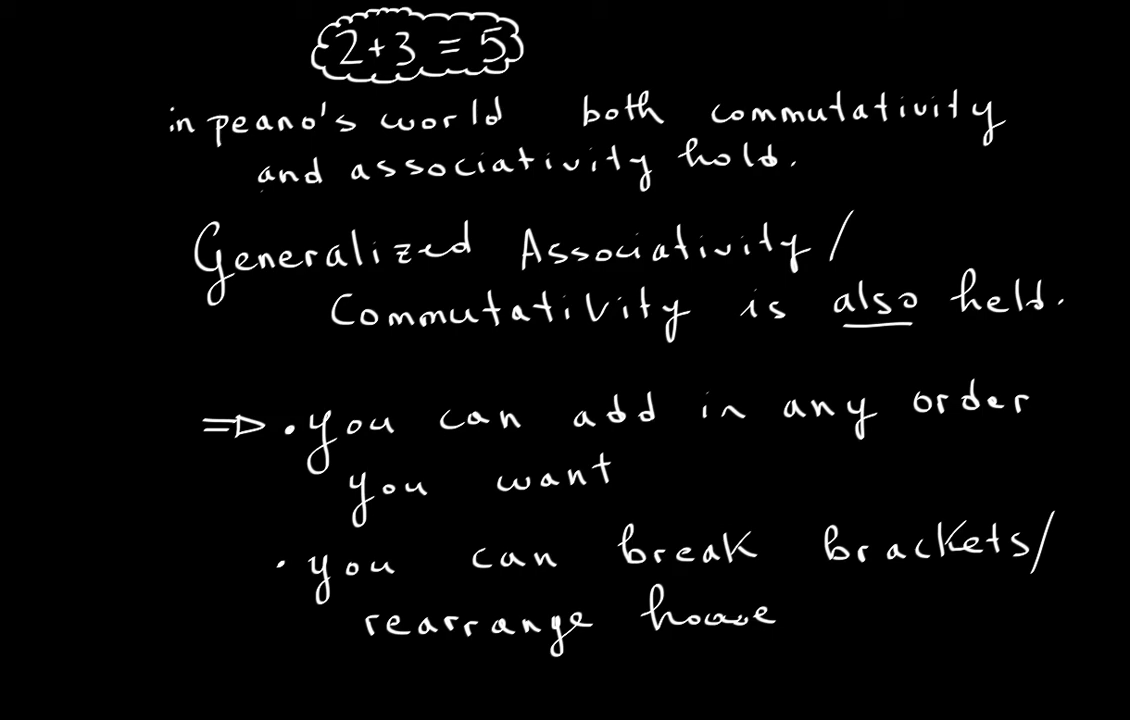 2+3 = 5
in peano's world both commutativity
and associativity hold.
Generalized Associativity/
Commutativity is also held.
⇒ • you can add in any order
you want
• you can break brackets/
rearrange